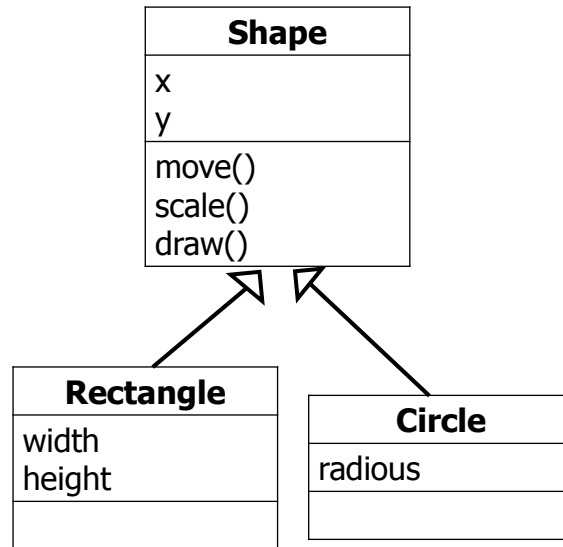 Shape
x
y
move()
scale()
draw()
Rectangle
width
height
Circle
radious